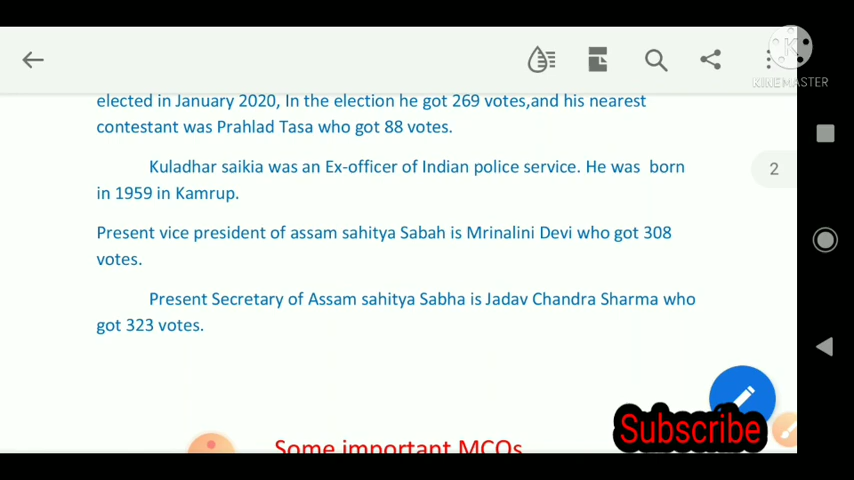 KINEMASTER
elected in January 2020, In the election he got 269 votes,and his nearest
contestant was Prahlad Tasa who got 88 votes.
Kuladhar saikia was an Ex-officer of Indian police service. He was born
in 1959 in Kamrup.
2
Present vice president of assam sahitya Sabah is Mrinalini Devi who got 308
votes.
Present Secretary of Assam sahitya Sabha is Jadav Chandra Sharma who
got 323 votes.
Subscribe
Some important MCQs